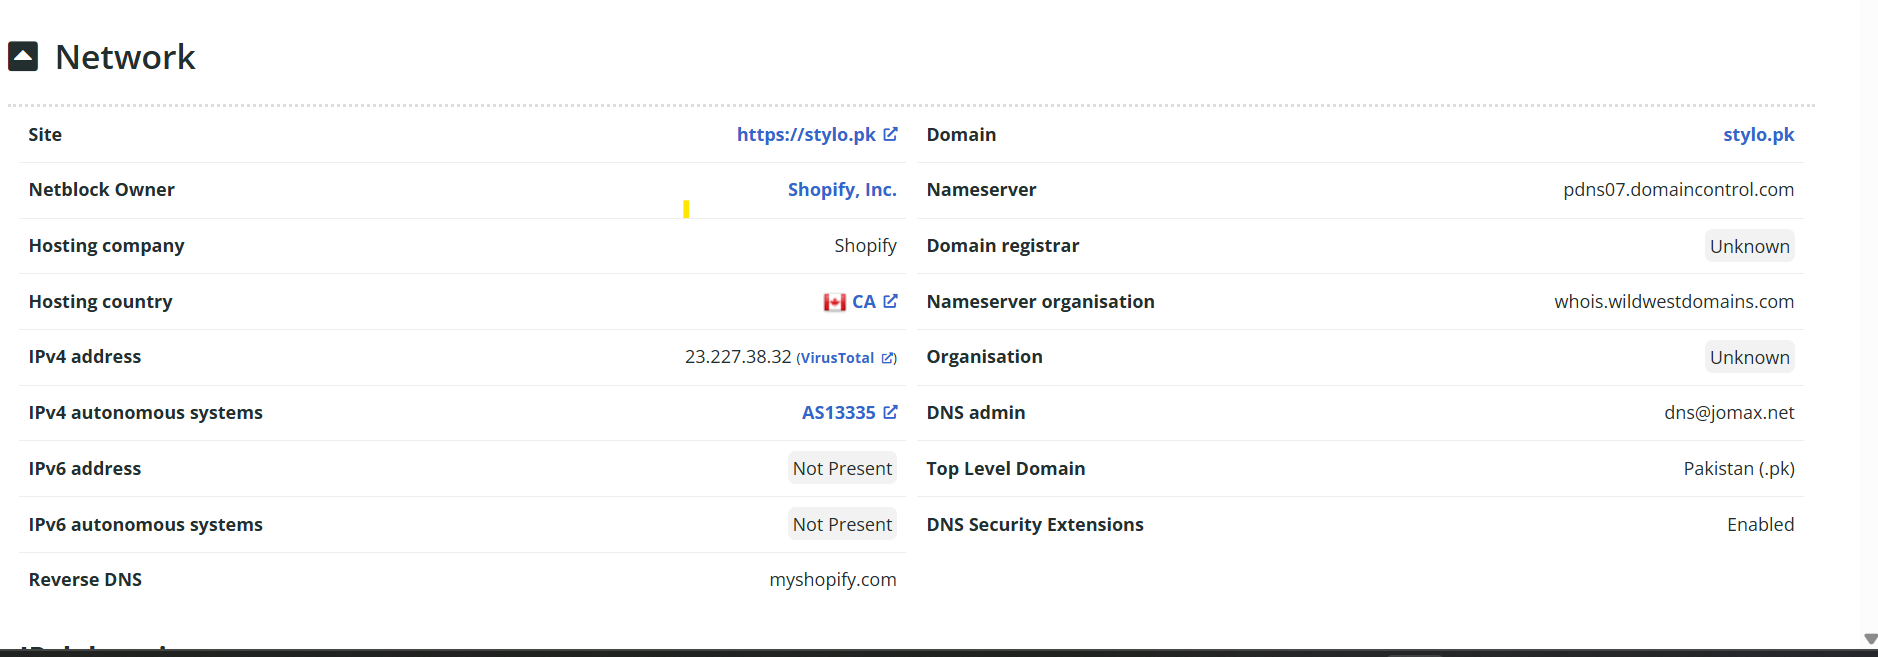 Network
Site https://stylo.pk
Netblock Owner Shopify, Inc.
Hosting company Shopify
Hosting country CA
IPv4 address 23.227.38.32 (VirusTotal)
IPv4 autonomous systems AS13335
IPv6 address Not Present
IPv6 autonomous systems Not Present
Reverse DNS myshopify.com
Domain stylo.pk
Nameserver pdns07.domaincontrol.com
Domain registrar Unknown
Nameserver organisation whois.wildwestdomains.com
Organisation Unknown
DNS admin dns@jomax.net
Top Level Domain Pakistan (.pk)
DNS Security Extensions Enabled